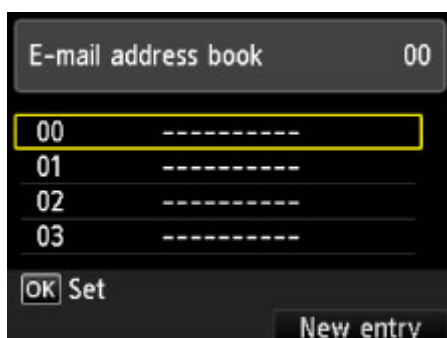 E-mail address book 00
00 ----------
01 ----------
02 ----------
03 ----------
OK Set
New entry